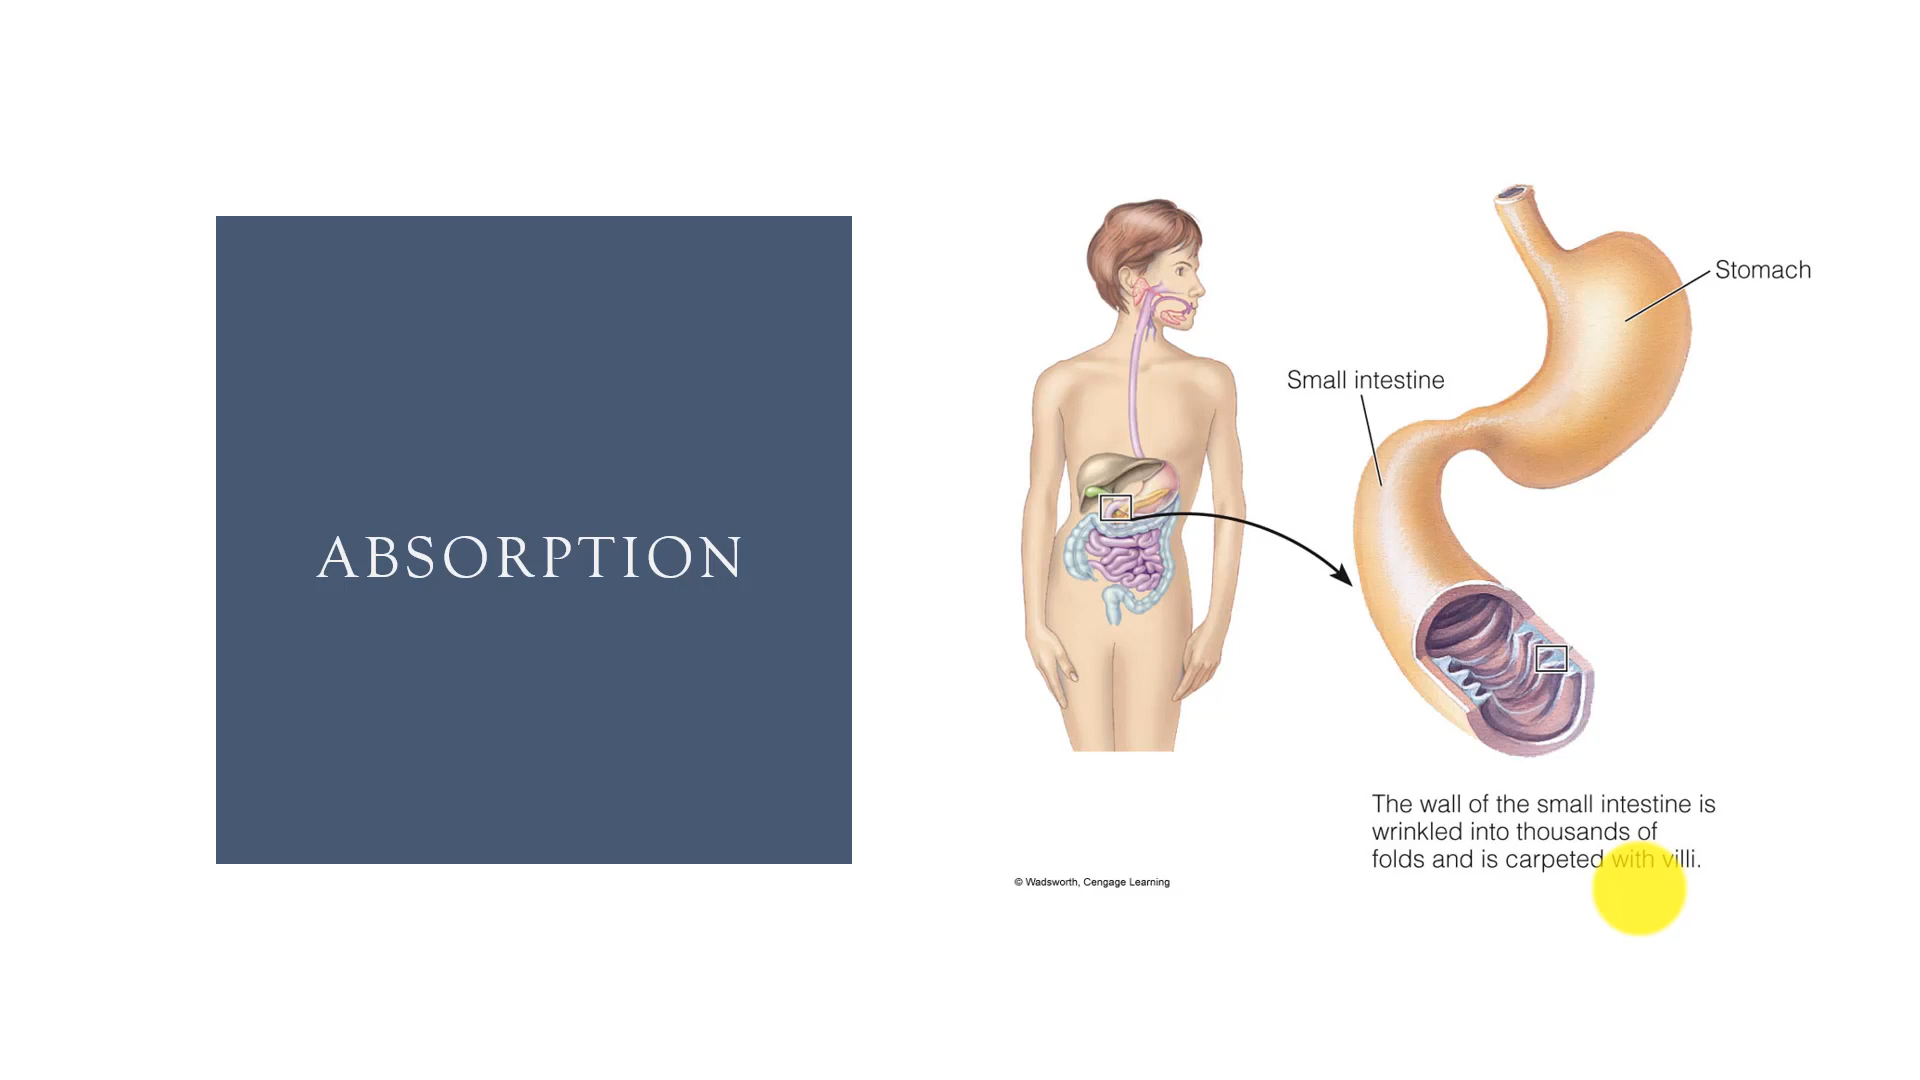 ABSORPTION
Stomach
Small intestine
The wall of the small intestine is
wrinkled into thousands of
folds and is carpeted with villi.
© Wadsworth, Cengage Learning